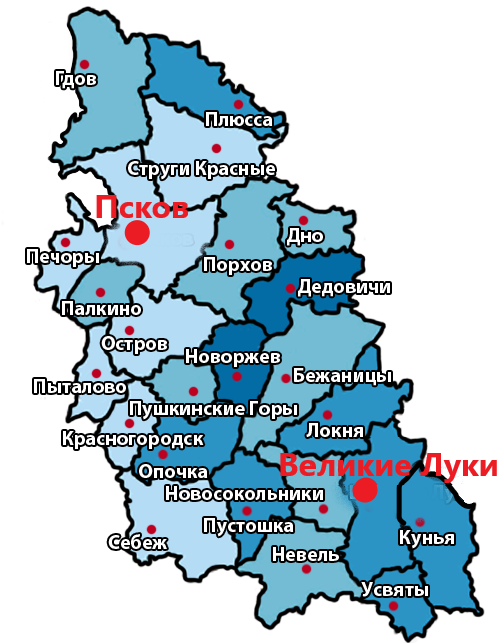 Гдов
Плюсса
Струги Красные
Псков
Печоры
Порхов
Дно
Дедовичи
Палкино
Остров
Новоржев
Пыталово
Бежаницы
Пушкинские Горы
Красногородск
Локня
Опочка
Великие Луки
Новосокольники
Пустошка
Кунья
Себеж
Невель
Усвяты